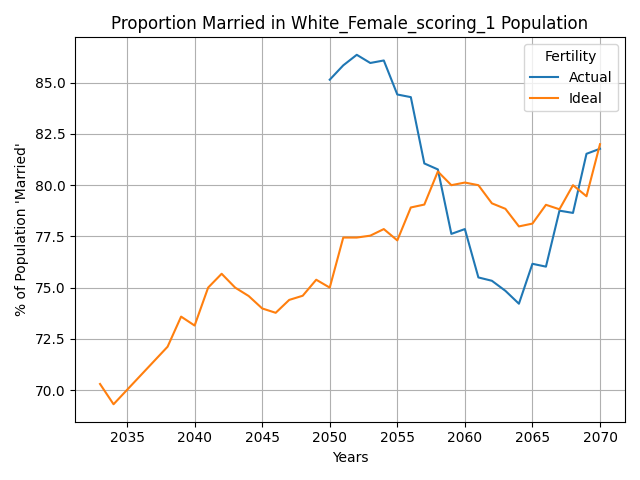 Proportion Married in White_Female_scoring_1 Population
Fertility
Actual
Ideal
% of Population 'Married'
85.0
82.5
80.0
77.5
75.0
72.5
70.0
2035 2040 2045 2050 2055 2060 2065 2070
Years